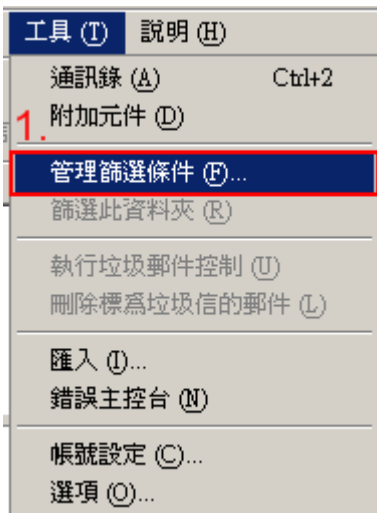 工具 (T) 說明 (H)
通訊錄 (A) Ctrl+2
附加元件 (D)
1.
管理篩選條件 (F)...
篩選此資料夾 (R)
執行垃圾郵件控制 (U)
刪除標為垃圾信的郵件 (L)
匯入 (I)...
錯誤主控台 (N)
帳號設定 (C)...
選項 (O)...